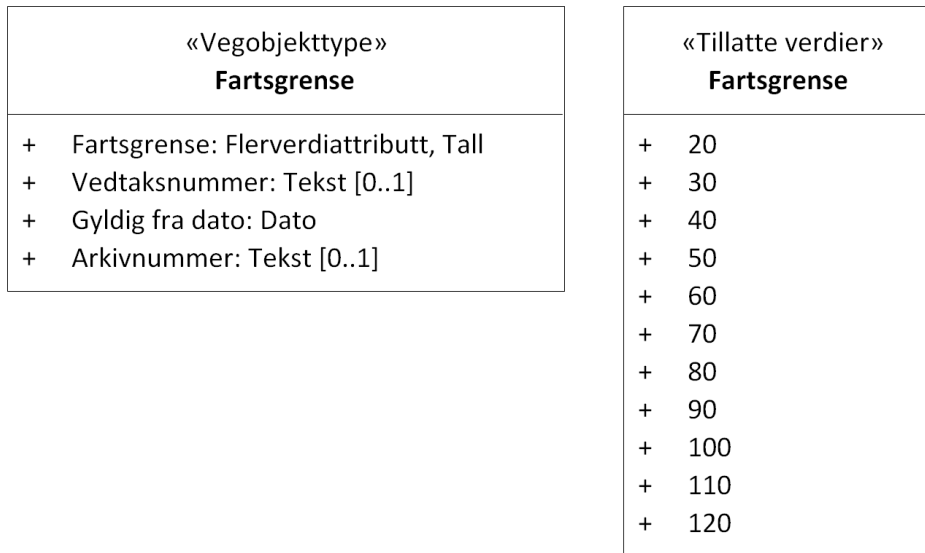 «Vegobjekttype»
Fartsgrense
+ Fartsgrense: Flerverdiattributt, Tall
+ Vedtaksnummer: Tekst [0..1]
+ Gyldig fra dato: Dato
+ Arkivnummer: Tekst [0..1]
«Tillatte verdier»
Fartsgrense
+ 20
+ 30
+ 40
+ 50
+ 60
+ 70
+ 80
+ 90
+ 100
+ 110
+ 120